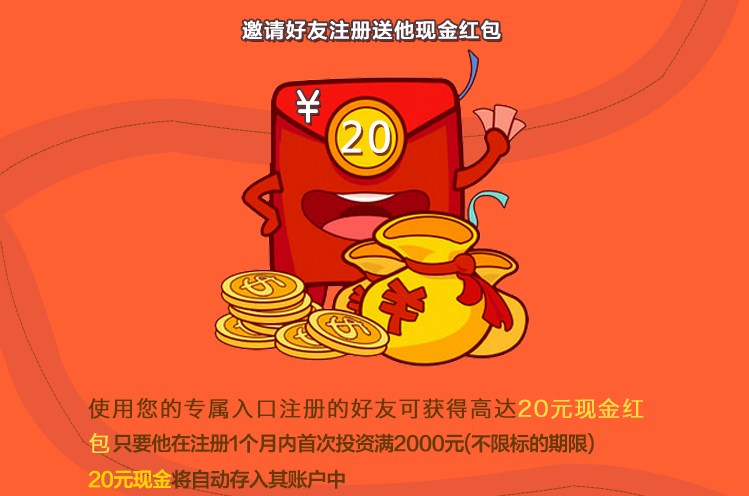 邀请好友注册送他现金红包
¥
20
使用您的专属入口注册的好友可获得高达20元现金红
包只要他在注册1个月内首次投资满2000元(不限标的期限)
20元现金将自动存入其账户中